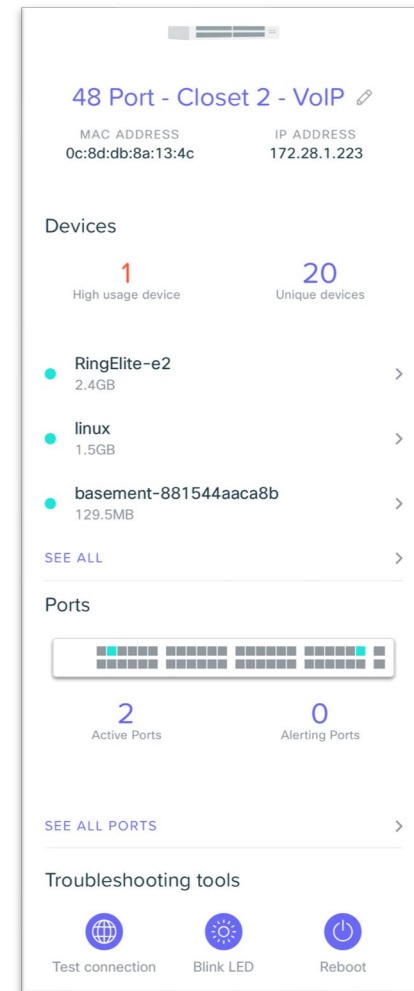 48 Port - Closet 2 - VoIP
MAC ADDRESS IP ADDRESS
0c:8d:db:8a:13:4c 172.28.1.223
Devices
1 20
High usage device Unique devices
RingElite-e2
2.4GB
linux
1.5GB
basement-881544aaca8b
129.5MB
SEE ALL
Ports
2 0
Active Ports Alerting Ports
SEE ALL PORTS
Troubleshooting tools
Test connection Blink LED Reboot